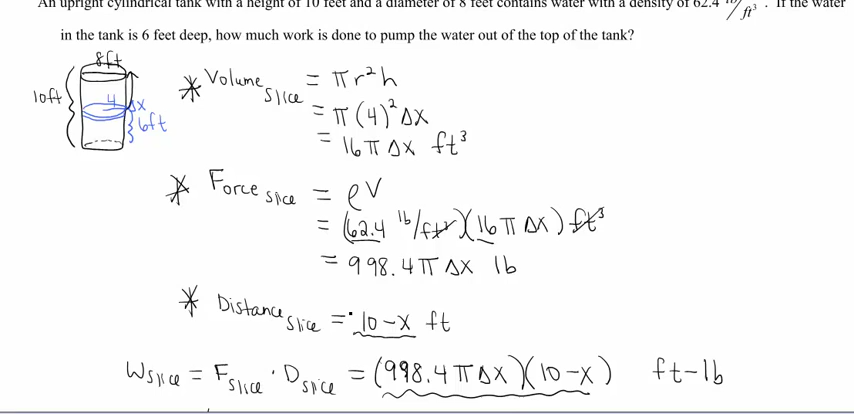 An upright cylindrical tank with a height of 10 feet and a diameter of 8 feet contains water with a density of 62.4 lb/ft³. If the water
in the tank is 6 feet deep, how much work is done to pump the water out of the top of the tank?
8ft
10ft
4
Δx
6ft
* Volume slice = πr²h
= π(4)²Δx
= 16πΔx ft³
* Force slice = ρV
= (62.4 lb/ft³)(16πΔx) ft³
= 998.4πΔx lb
* Distance slice = 10-x ft
Wslice = Fslice · Dslice = (998.4πΔx)(10-x) ft-lb